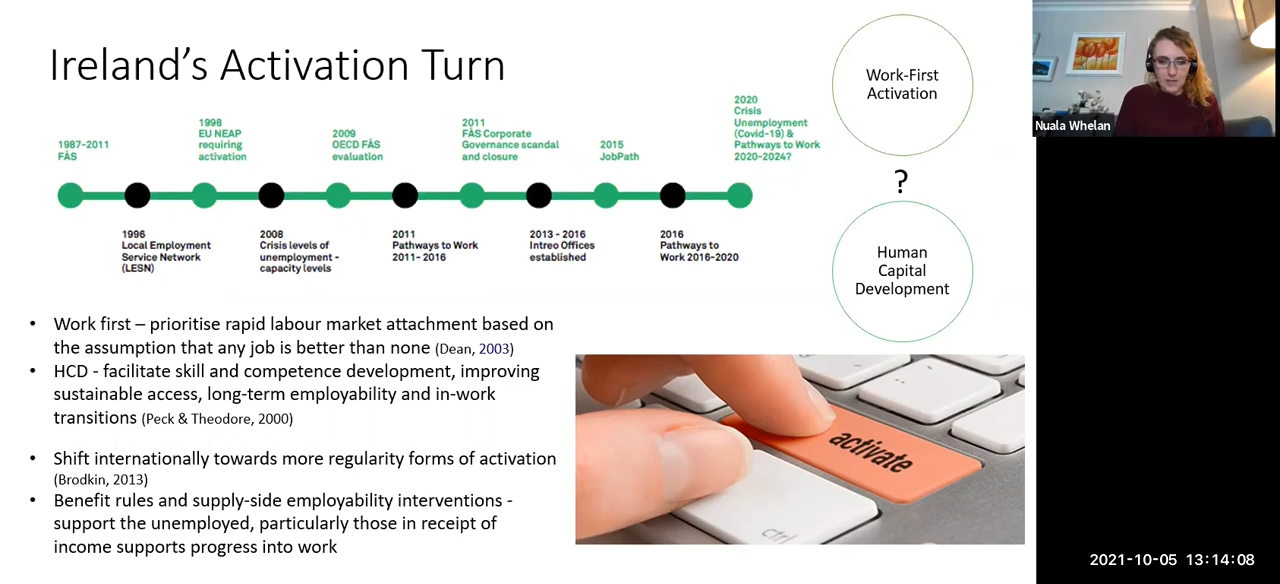 Ireland's Activation Turn
1987-2011
FÁS
1998
EU NEAP
requiring
activation
2009
OECD FÁS
evaluation
2011
FÁS Corporate
Governance scandal
and closure
2015
JobPath
2020
Crisis
Unemployment
(Covid-19) &
Pathways to Work
2020-2024?
1996
Local Employment
Service Network
(LESN)
2008
Crisis levels of
unemployment -
capacity levels
2011
Pathways to Work
2011- 2016
2013 - 2016
Intreo Offices
established
2016
Pathways to
Work 2016-2020
Work-First
Activation
?
Human
Capital
Development
• Work first – prioritise rapid labour market attachment based on
the assumption that any job is better than none (Dean, 2003)
• HCD - facilitate skill and competence development, improving
sustainable access, long-term employability and in-work
transitions (Peck & Theodore, 2000)
• Shift internationally towards more regularity forms of activation
(Brodkin, 2013)
• Benefit rules and supply-side employability interventions -
support the unemployed, particularly those in receipt of
income supports progress into work
activate
ctrl
Nuala Whelan
2021-10-05 13:14:08